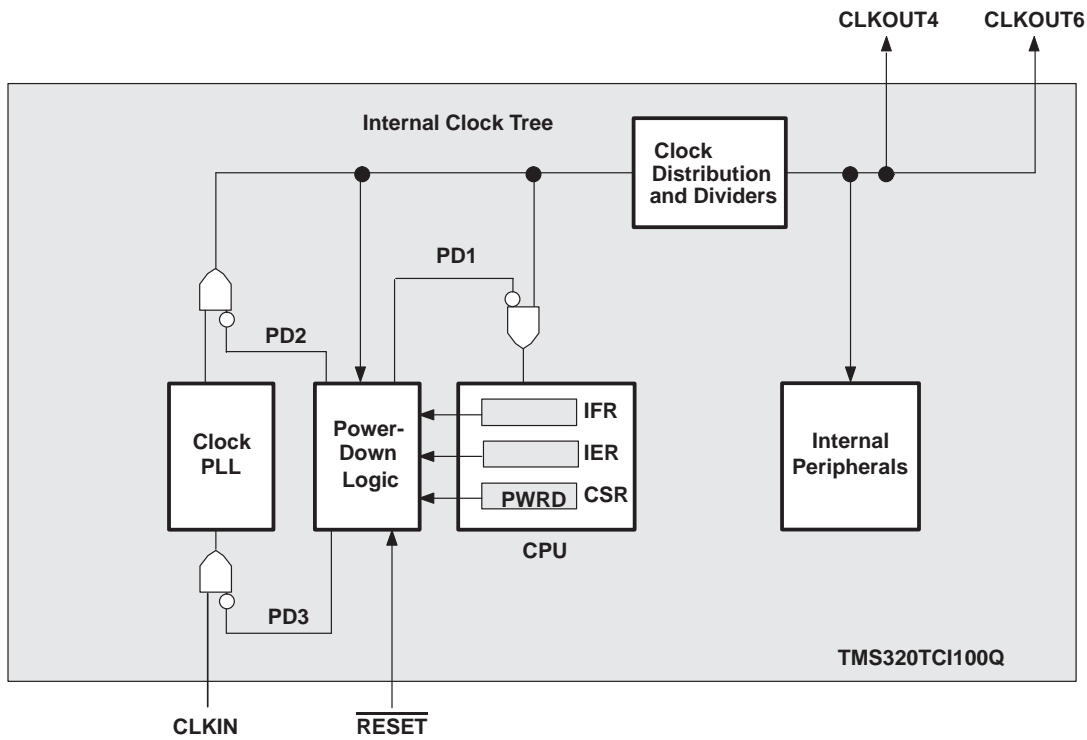 CLKOUT4 CLKOUT6
Internal Clock Tree
Clock
Distribution
and Dividers
PD1
PD2
Clock
PLL
Power-
Down
Logic
IFR
IER
PWRD CSR
CPU
Internal
Peripherals
PD3
TMS320TCI100Q
CLKIN
RESET